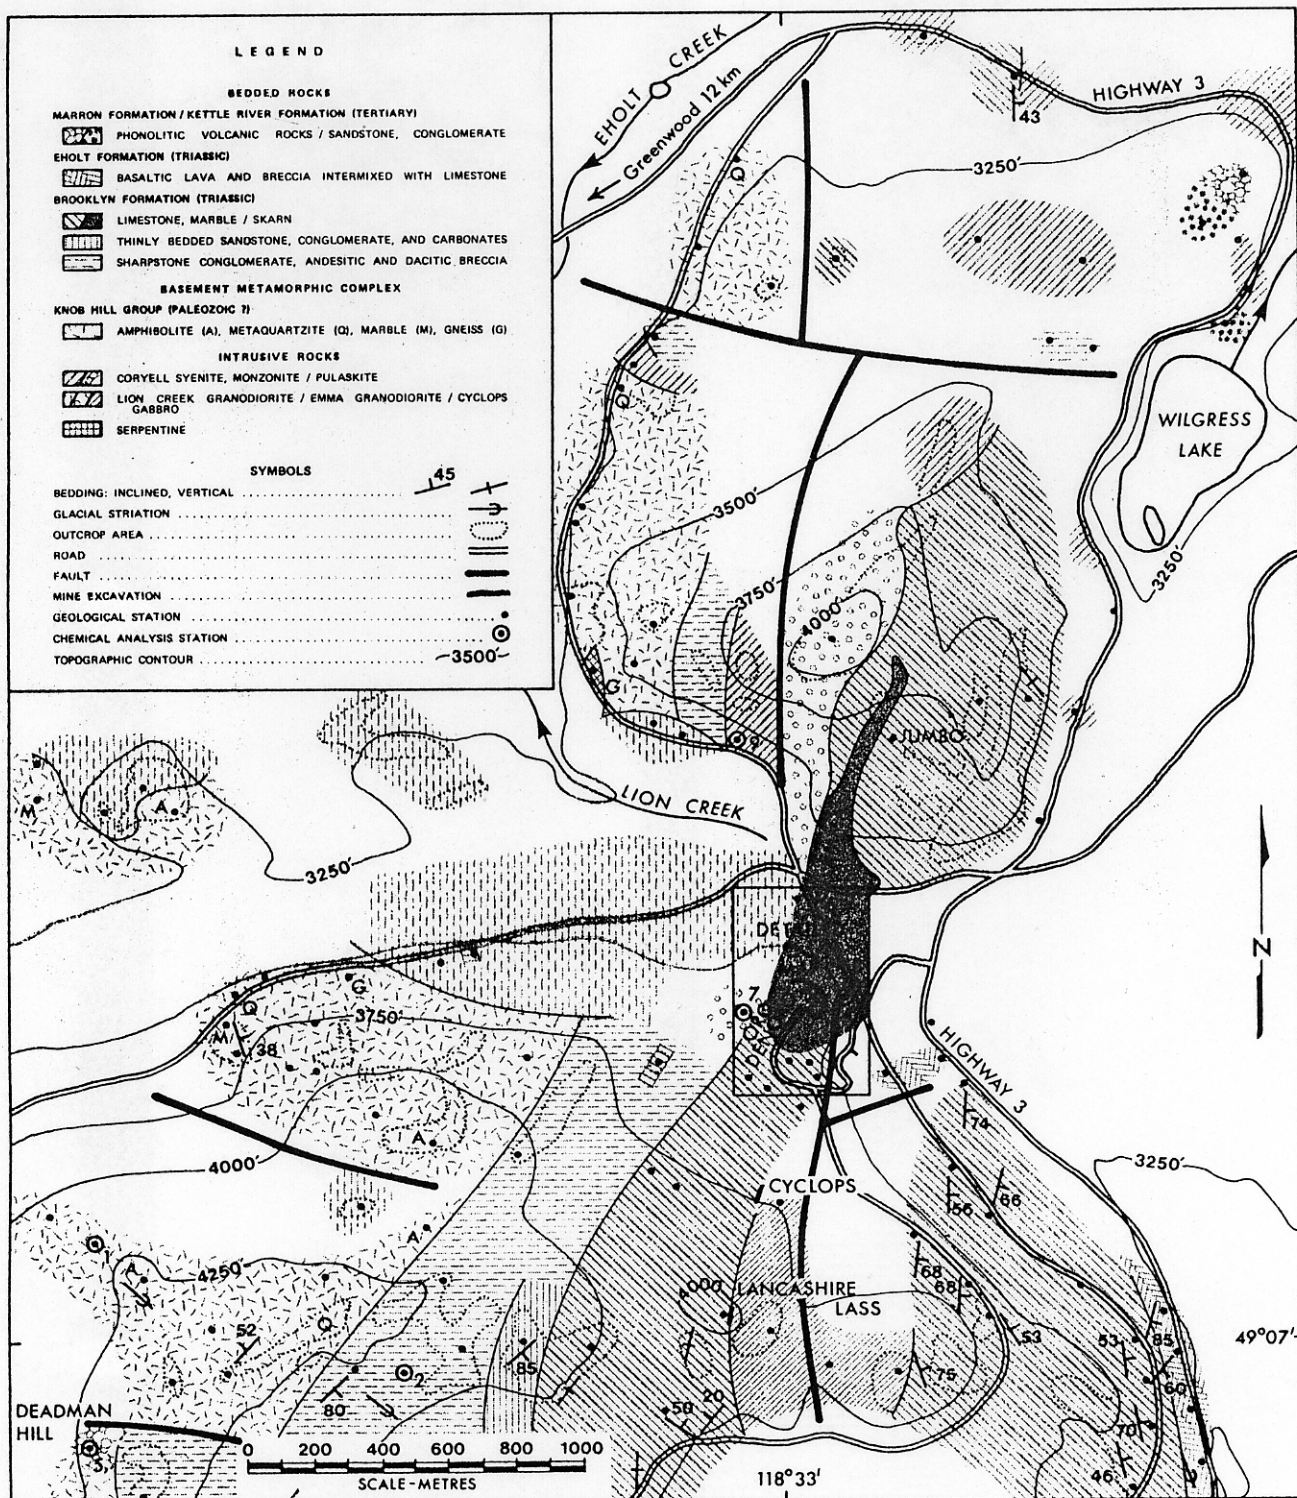 LEGEND
BEDDED ROCKS
MARRON FORMATION / KETTLE RIVER FORMATION (TERTIARY)
PHONOLITIC VOLCANIC ROCKS / SANDSTONE, CONGLOMERATE
EHOLT FORMATION (TRIASSIC)
BASALTIC LAVA AND BRECCIA INTERMIXED WITH LIMESTONE
BROOKLYN FORMATION (TRIASSIC)
LIMESTONE, MARBLE / SKARN
THINLY BEDDED SANDSTONE, CONGLOMERATE, AND CARBONATES
SHARPSTONE CONGLOMERATE, ANDESITIC AND DACITIC BRECCIA
BASEMENT METAMORPHIC COMPLEX
KNOB HILL GROUP (PALEOZOIC ?)
AMPHIBOLITE (A), METAQUARTZITE (Q), MARBLE (M), GNEISS (G)
INTRUSIVE ROCKS
CORYELL SYENITE, MONZONITE / PULASKITE
LION CREEK GRANODIORITE / EMMA GRANODIORITE / CYCLOPS
GABBRO
SERPENTINE
SYMBOLS
45
BEDDING: INCLINED, VERTICAL
GLACIAL STRIATION
OUTCROP AREA
ROAD
FAULT
MINE EXCAVATION
GEOLOGICAL STATION
CHEMICAL ANALYSIS STATION
TOPOGRAPHIC CONTOUR 3500'
EHOLT CREEK
Greenwood 12 km
HIGHWAY 3
43
3250'
Q
WILGRESS
LAKE
Q
3500'
3250'
3750'
4000'
G
JUMBO
LION CREEK
M
A
3250'
G
Q
M
38
3750'
7
HIGHWAY 3
74
A
4000'
3250'
CYCLOPS
56
66
A
1
A
4250'
68
68
4000
LANCASHIRE
LASS
Q
52
53
53
85
49°07'
85
75
60
2
80
50
20
70
DEADMAN
HILL
46
5
0 200 400 600 800 1000
SCALE-METRES
118°33'
N